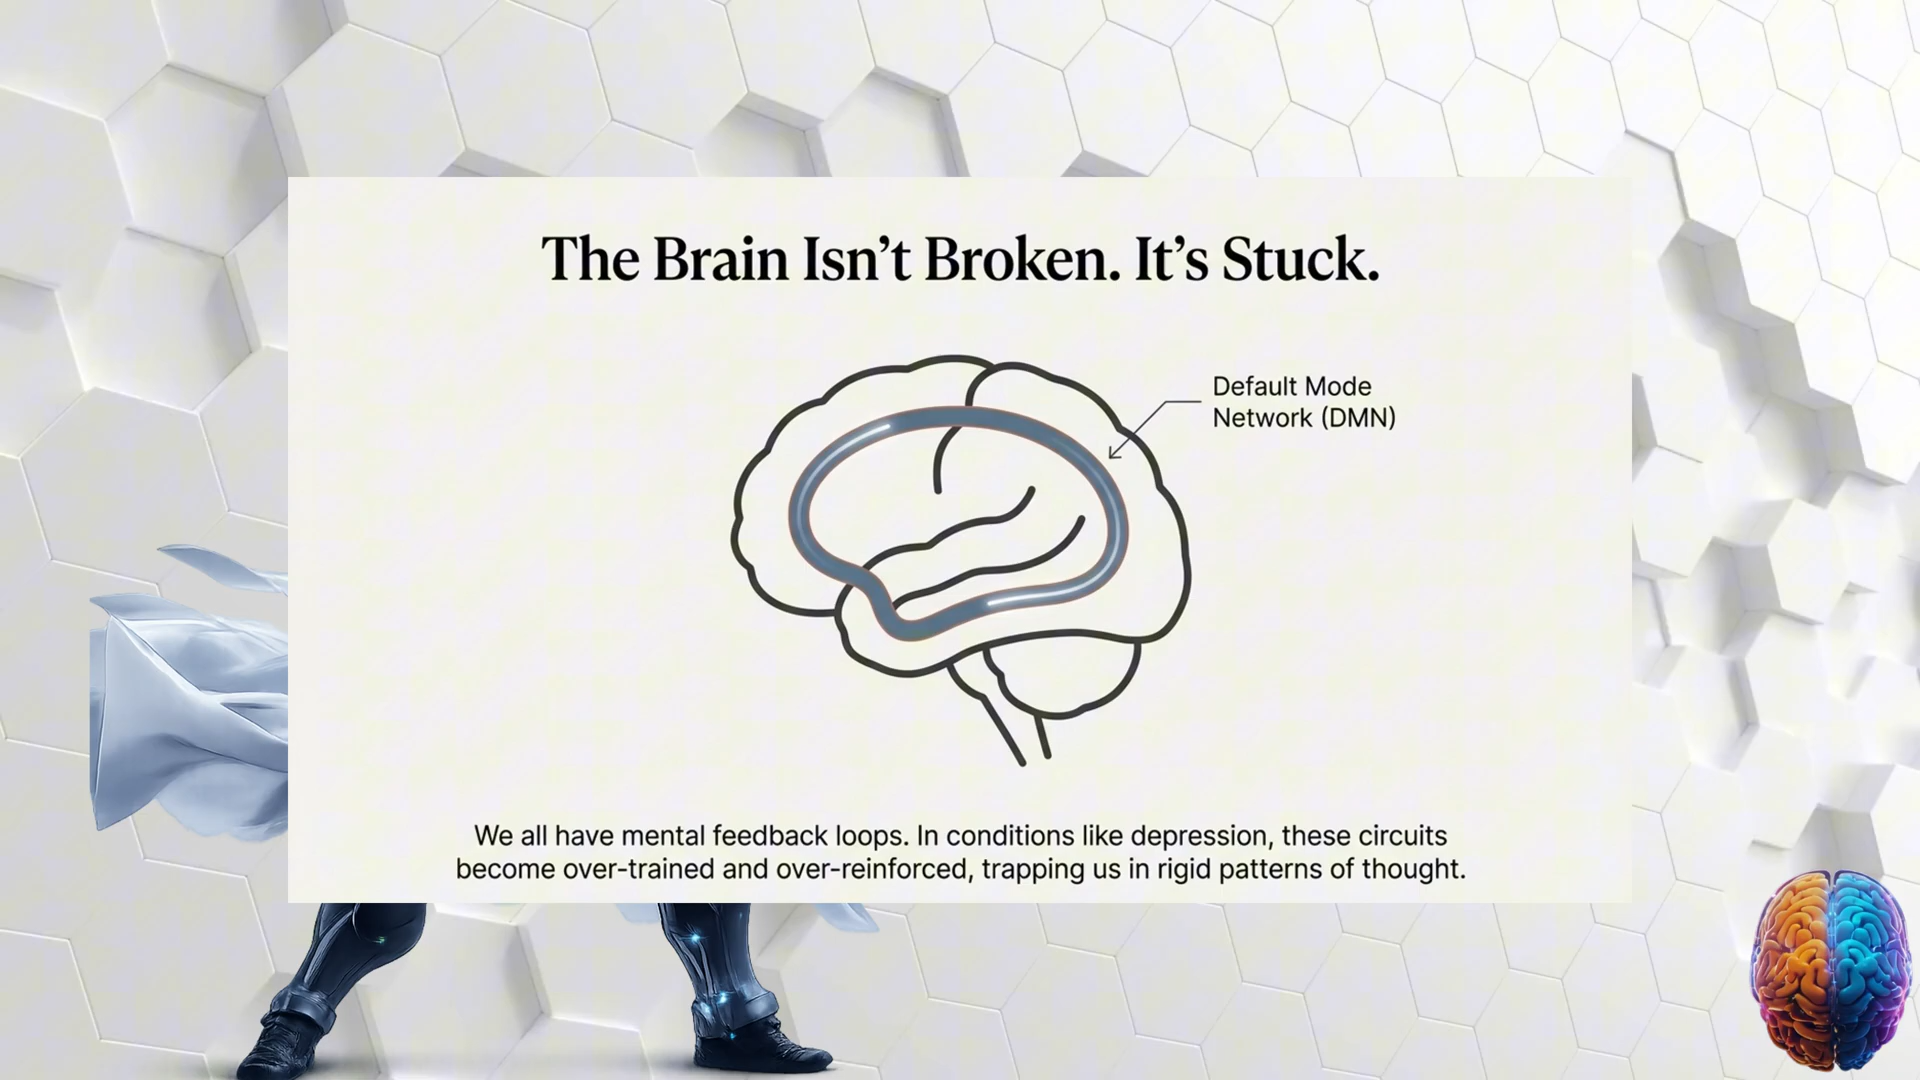 The Brain Isn’t Broken. It’s Stuck.
Default Mode
Network (DMN)
We all have mental feedback loops. In conditions like depression, these circuits
become over-trained and over-reinforced, trapping us in rigid patterns of thought.